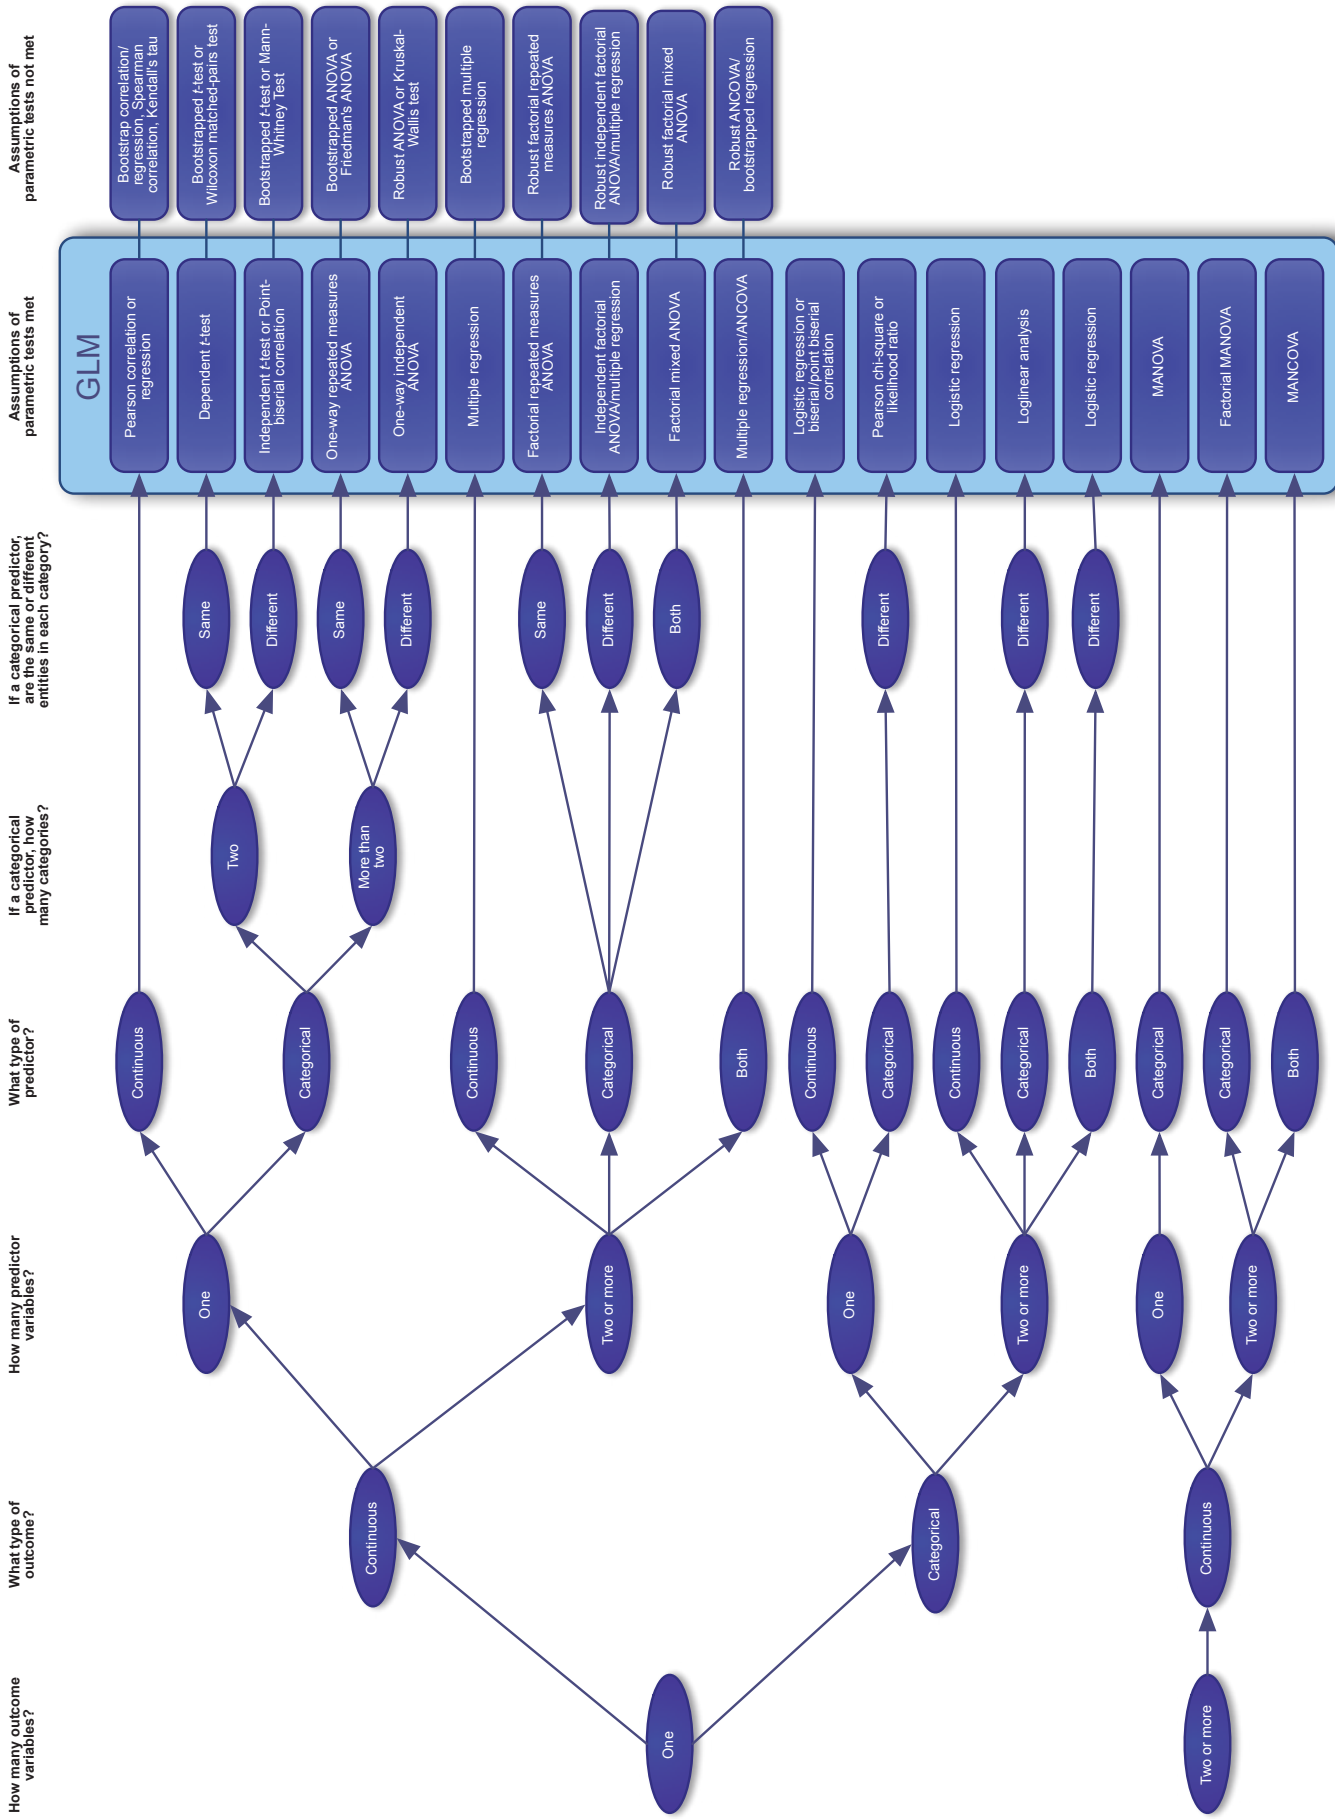 How many outcome
variables?
What type of
outcome?
How many predictor
variables?
What type of
predictor?
If a categorical
predictor, how
many categories?
If a categorical predictor,
are the same or different
entities in each category?
Assumptions of
parametric tests met
Assumptions of
parametric tests not met
GLM
One
Two or more
Continuous
Categorical
Continuous
One
Two or more
One
Two or more
One
Two or more
Continuous
Categorical
Continuous
Categorical
Both
Continuous
Categorical
Continuous
Categorical
Both
Categorical
Categorical
Both
Two
More than
two
Same
Different
Same
Different
Same
Different
Both
Different
Different
Different
Pearson correlation or
regression
Dependent t-test
Independent t-test or Point-
biserial correlation
One-way repeated measures
ANOVA
One-way independent
ANOVA
Multiple regression
Factorial repeated measures
ANOVA
Independent factorial
ANOVA/multiple regression
Factorial mixed ANOVA
Multiple regression/ANCOVA
Logistic regression or
biserial/point biserial
correlation
Pearson chi-square or
likelihood ratio
Logistic regression
Loglinear analysis
Logistic regression
MANOVA
Factorial MANOVA
MANCOVA
Bootstrap correlation/
regression, Spearman
correlation, Kendall's tau
Bootstrapped t-test or
Wilcoxon matched-pairs test
Bootstrapped t-test or Mann-
Whitney Test
Bootstrapped ANOVA or
Friedman's ANOVA
Robust ANOVA or Kruskal-
Wallis test
Bootstrapped multiple
regression
Robust factorial repeated
measures ANOVA
Robust independent factorial
ANOVA/multiple regression
Robust factorial mixed
ANOVA
Robust ANCOVA/
bootstrapped regression